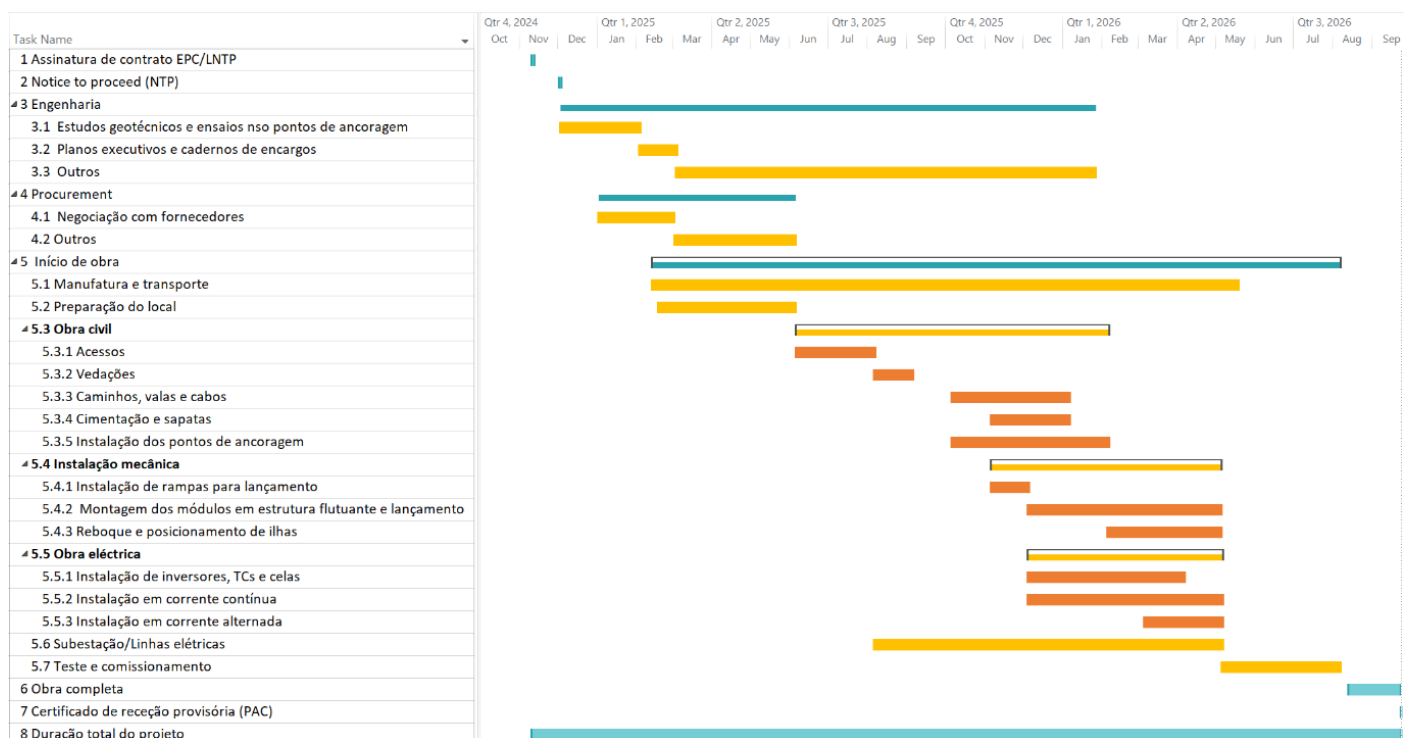 Qtr 4, 2024 Qtr 1, 2025 Qtr 2, 2025 Qtr 3, 2025 Qtr 4, 2025 Qtr 1, 2026 Qtr 2, 2026 Qtr 3, 2026
Task Name Oct Nov Dec Jan Feb Mar Apr May Jun Jul Aug Sep Oct Nov Dec Jan Feb Mar Apr May Jun Jul Aug Sep
1 Assinatura de contrato EPC/LNTP
2 Notice to proceed (NTP)
3 Engenharia
3.1 Estudos geotécnicos e ensaios nso pontos de ancoragem
3.2 Planos executivos e cadernos de encargos
3.3 Outros
4 Procurement
4.1 Negociação com fornecedores
4.2 Outros
5 Início de obra
5.1 Manufatura e transporte
5.2 Preparação do local
5.3 Obra civil
5.3.1 Acessos
5.3.2 Vedações
5.3.3 Caminhos, valas e cabos
5.3.4 Cimentação e sapatas
5.3.5 Instalação dos pontos de ancoragem
5.4 Instalação mecânica
5.4.1 Instalação de rampas para lançamento
5.4.2 Montagem dos módulos em estrutura flutuante e lançamento
5.4.3 Reboque e posicionamento de ilhas
5.5 Obra eléctrica
5.5.1 Instalação de inversores, TCs e celas
5.5.2 Instalação em corrente contínua
5.5.3 Instalação em corrente alternada
5.6 Subestação/Linhas elétricas
5.7 Teste e comissionamento
6 Obra completa
7 Certificado de receção provisória (PAC)
8 Duração total do projeto